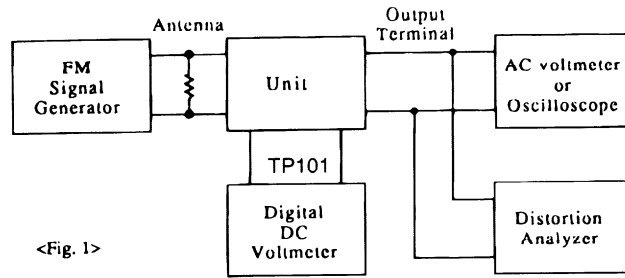 Antenna
Output
Terminal
FM
Signal
Generator
Unit
AC voltmeter
or
Oscilloscope
TP101
Digital
DC
Voltmeter
Distortion
Analyzer
<Fig. 1>